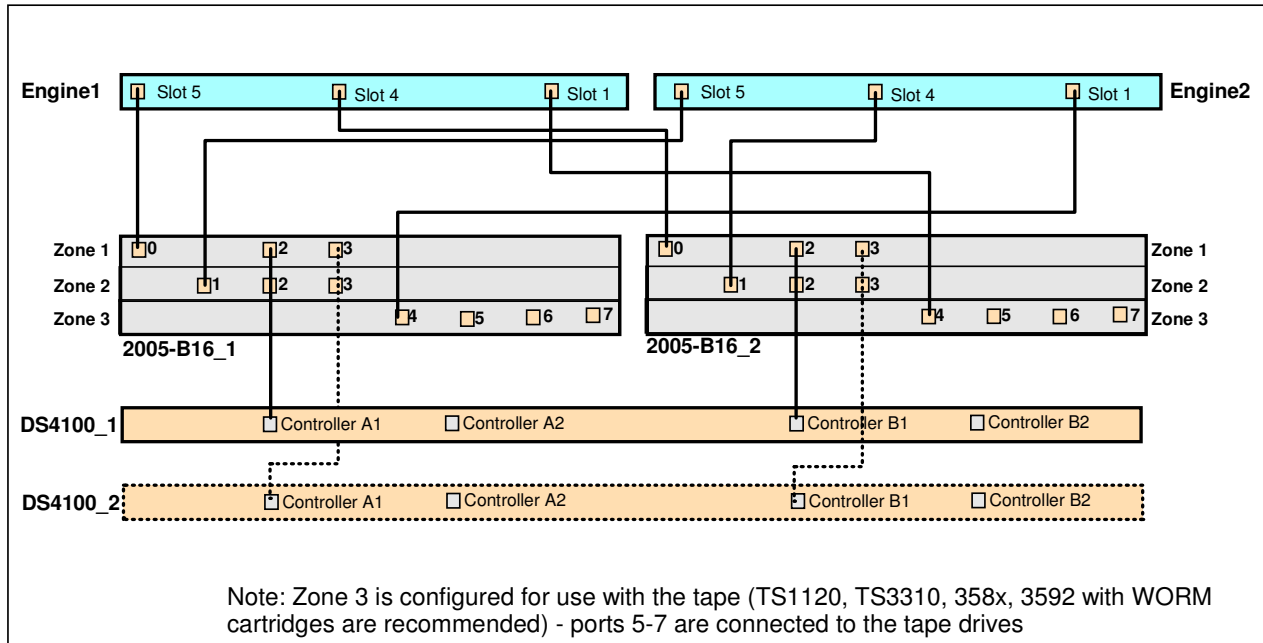 Engine1 Slot 5 Slot 4 Slot 1 Slot 5 Slot 4 Slot 1 Engine2
Zone 1 0 2 3 0 2 3 Zone 1
Zone 2 1 2 3 1 2 3 Zone 2
Zone 3 4 5 6 7 4 5 6 7 Zone 3
2005-B16_1 2005-B16_2
DS4100_1 Controller A1 Controller A2 Controller B1 Controller B2
DS4100_2 Controller A1 Controller A2 Controller B1 Controller B2
Note: Zone 3 is configured for use with the tape (TS1120, TS3310, 358x, 3592 with WORM
cartridges are recommended) - ports 5-7 are connected to the tape drives